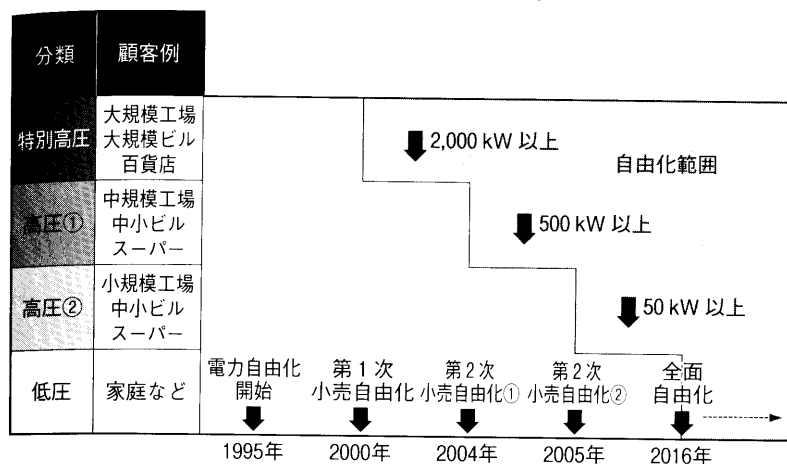 分類
顧客例
特別高圧
大規模工場
大規模ビル
百貨店
2,000 kW 以上
自由化範囲
高圧①
中規模工場
中小ビル
スーパー
500 kW 以上
高圧②
小規模工場
中小ビル
スーパー
50 kW 以上
低圧
家庭など
電力自由化
開始
第1次
小売自由化
第2次
小売自由化①
第2次
小売自由化②
全面
自由化
1995年
2000年
2004年
2005年
2016年